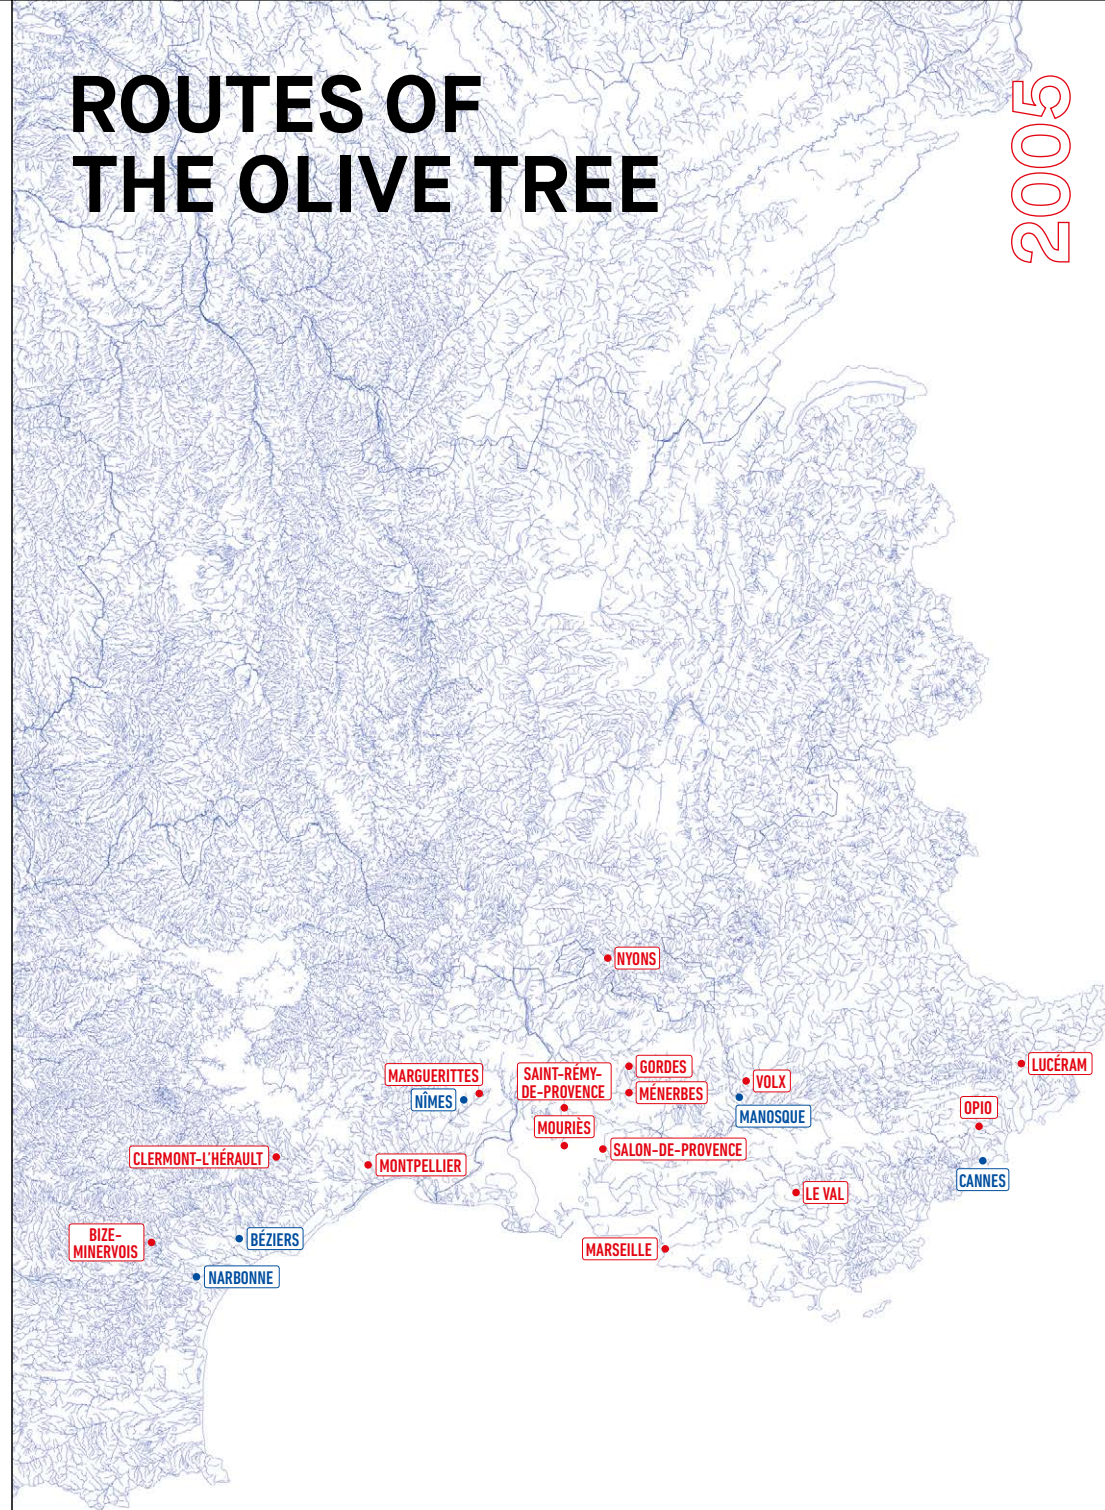 ROUTES OF
THE OLIVE TREE
2005
NYONS
GORDES
LUCÉRAM
MARGUERITTES
SAINT-RÉMY-
DE-PROVENCE
VOLX
MÉNERBES
NÎMES
OPIO
MANOSQUE
MOURIÈS
SALON-DE-PROVENCE
CLERMONT-L'HÉRAULT
MONTPELLIER
CANNES
LE VAL
BIZE-
MINERVOIS
BÉZIERS
MARSEILLE
NARBONNE